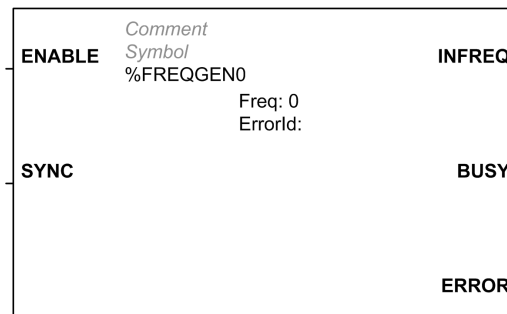 Comment
ENABLE
Symbol
INFREQ
%FREQGEN0
Freq: 0
ErrorId:
SYNC
BUSY
ERROR